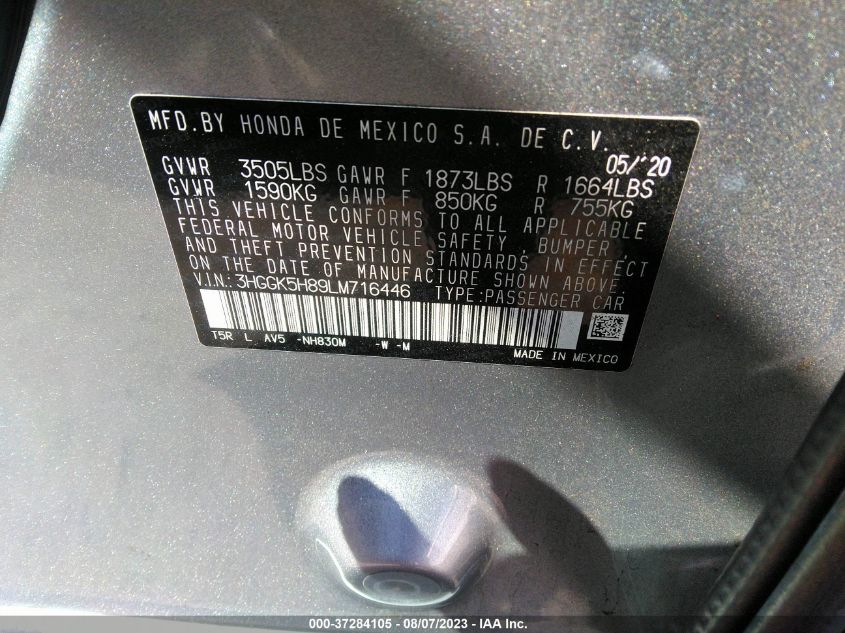 MFD.BY HONDA DE MEXICO S.A. DE C.V.
05/'20
GVWR 3505LBS GAWR F 1873LBS R 1664LBS
GVWR 1590KG GAWR F 850KG R 755KG
THIS VEHICLE CONFORMS TO ALL APPLICABLE
FEDERAL MOTOR VEHICLE SAFETY, BUMPER,
AND THEFT PREVENTION STANDARDS IN EFFECT
ON THE DATE OF MANUFACTURE SHOWN ABOVE.
V.I.N.: 3HGGK5H89LM716446 TYPE:PASSENGER CAR
T5R L AV5 -NH830M -W -M
MADE IN MEXICO
000-37284105 - 08/07/2023 - IAA Inc.